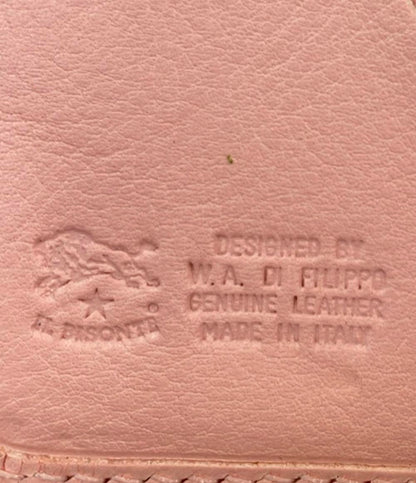 IL BISONTE
®
DESIGNED BY
W. A. DI FILIPPO
GENUINE LEATHER
MADE IN ITALY